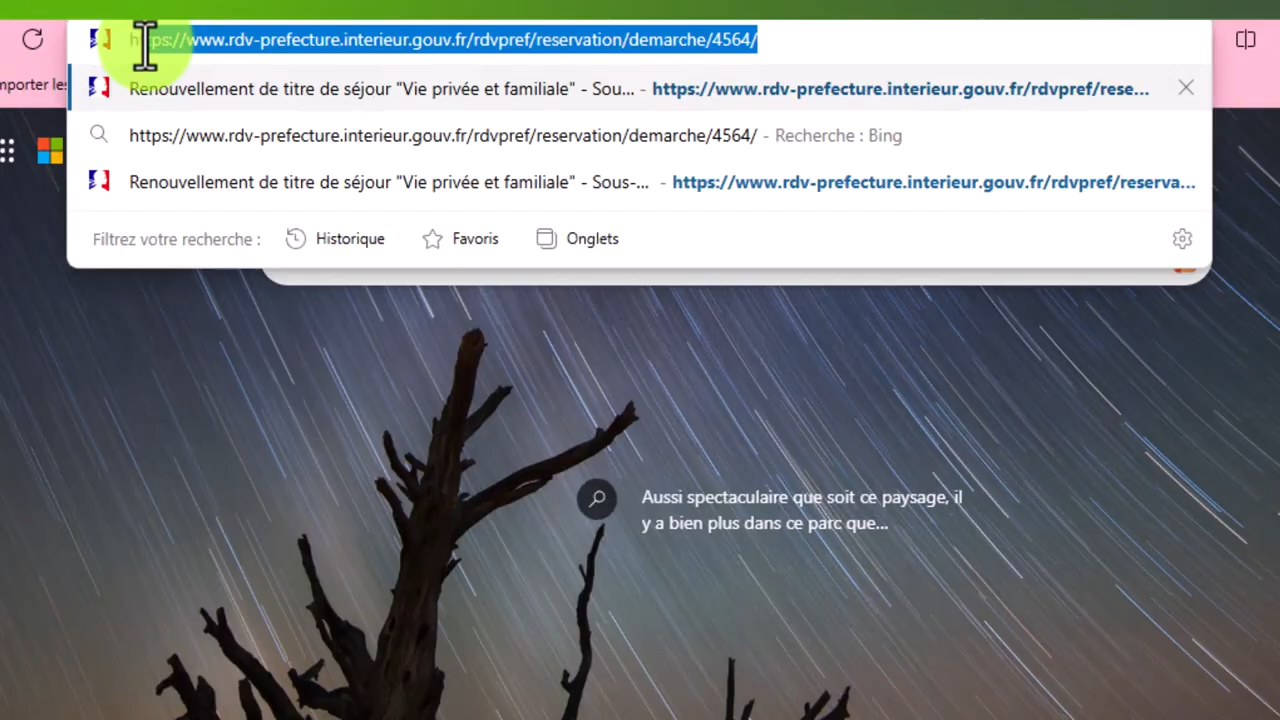 https://www.rdv-prefecture.interieur.gouv.fr/rdvpref/reservation/demarche/4564/
mporter les
Renouvellement de titre de séjour "Vie privée et familiale" - Sou... - https://www.rdv-prefecture.interieur.gouv.fr/rdvpref/rese...
https://www.rdv-prefecture.interieur.gouv.fr/rdvpref/reservation/demarche/4564/ - Recherche : Bing
Renouvellement de titre de séjour "Vie privée et familiale" - Sous-... - https://www.rdv-prefecture.interieur.gouv.fr/rdvpref/reserva...
Filtrez votre recherche : Historique Favoris Onglets
Aussi spectaculaire que soit ce paysage, il
y a bien plus dans ce parc que...